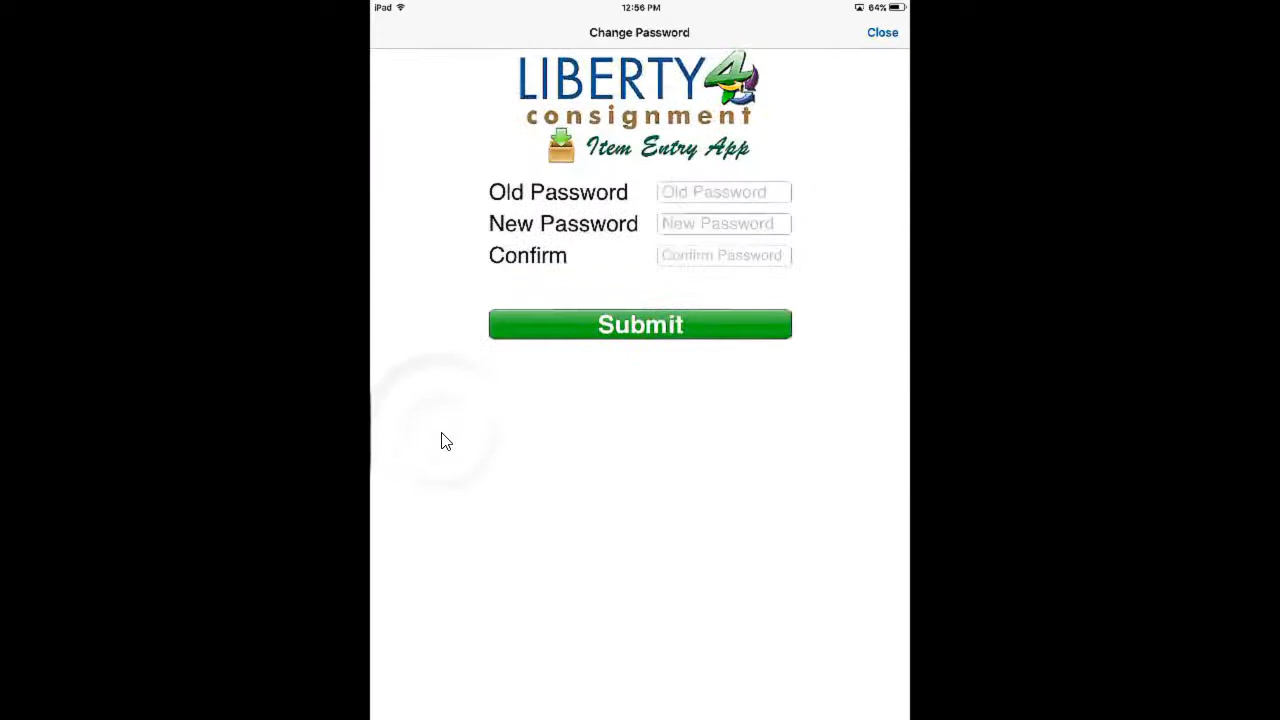 iPad 12:56 PM 64%
Change Password Close
LIBERTY4
consignment
Item Entry App
Old Password Old Password
New Password New Password
Confirm Confirm Password
Submit